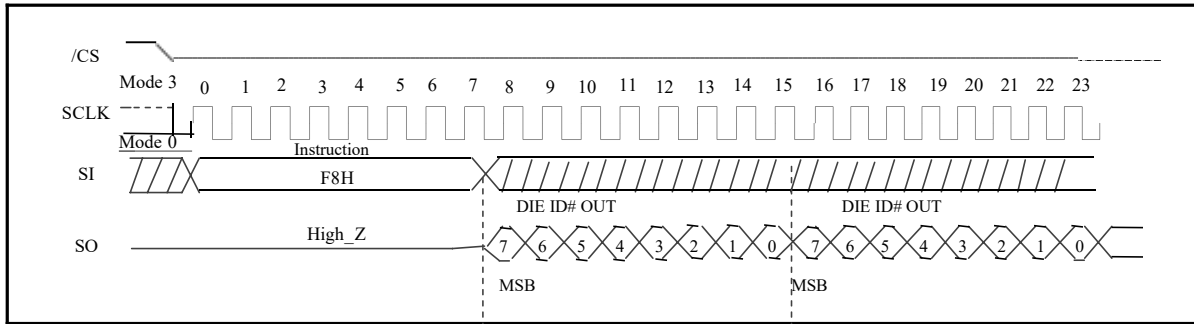 /CS
Mode 3 0 1 2 3 4 5 6 7 8 9 10 11 12 13 14 15 16 17 18 19 20 21 22 23
SCLK
Mode 0
Instruction
SI F8H
DIE ID# OUT DIE ID# OUT
SO High_Z 7 6 5 4 3 2 1 0 7 6 5 4 3 2 1 0
MSB MSB